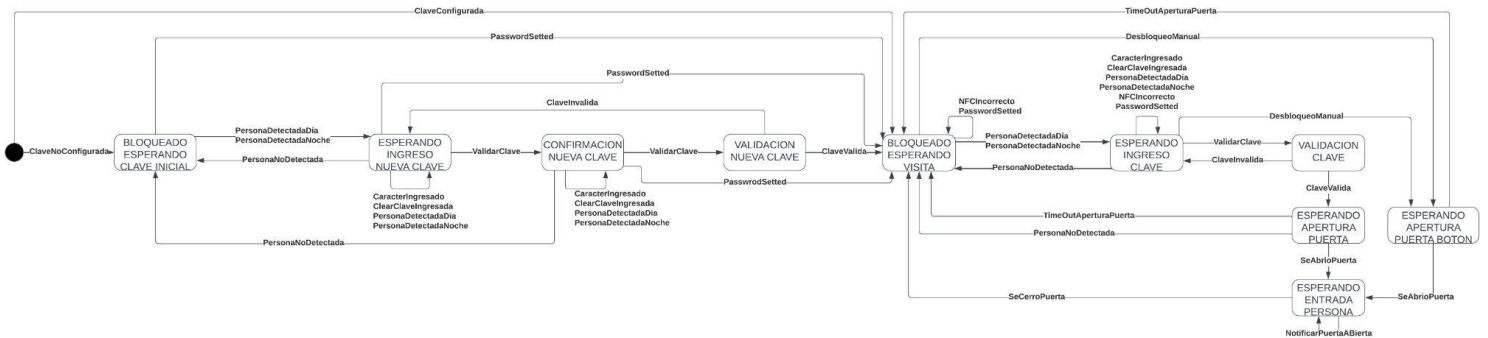 ClaveConfigurada
TimeOutAperturaPuerta
PasswordSetted
DesbloqueoManual
PasswordSetted
CaracterIngresado
ClearClaveIngresada
PersonaDetectadaDia
PersonaDetectadaNoche
NFCIncorrecto
PasswordSetted
ClaveInvalida
NFCIncorrecto
PasswordSetted
DesbloqueoManual
ClaveNoConfigurada
BLOQUEADO
ESPERANDO
CLAVE INICIAL
PersonaDetectadaDia
PersonaDetectadaNoche
PersonaNoDetectada
ESPERANDO
INGRESO
NUEVA CLAVE
ValidarClave
CONFIRMACION
NUEVA CLAVE
ValidarClave
VALIDACION
NUEVA CLAVE
ClaveValida
BLOQUEADO
ESPERANDO
VISITA
PersonaDetectadaDia
PersonaDetectadaNoche
PersonaNoDetectada
ESPERANDO
INGRESO
CLAVE
ValidarClave
ClaveInvalida
VALIDACION
CLAVE
PasswrodSetted
ClaveValida
CaracterIngresado
ClearClaveIngresada
PersonaDetectadaDia
PersonaDetectadaNoche
CaracterIngresado
ClearClaveIngresada
PersonaDetectadaDia
PersonaDetectadaNoche
PersonaNoDetectada
TimeOutAperturaPuerta
PersonaNoDetectada
ESPERANDO
APERTURA
PUERTA
ESPERANDO
APERTURA
PUERTA BOTON
SeAbrioPuerta
SeCerroPuerta
ESPERANDO
ENTRADA
PERSONA
SeAbrioPuerta
NotificarPuertaABierta